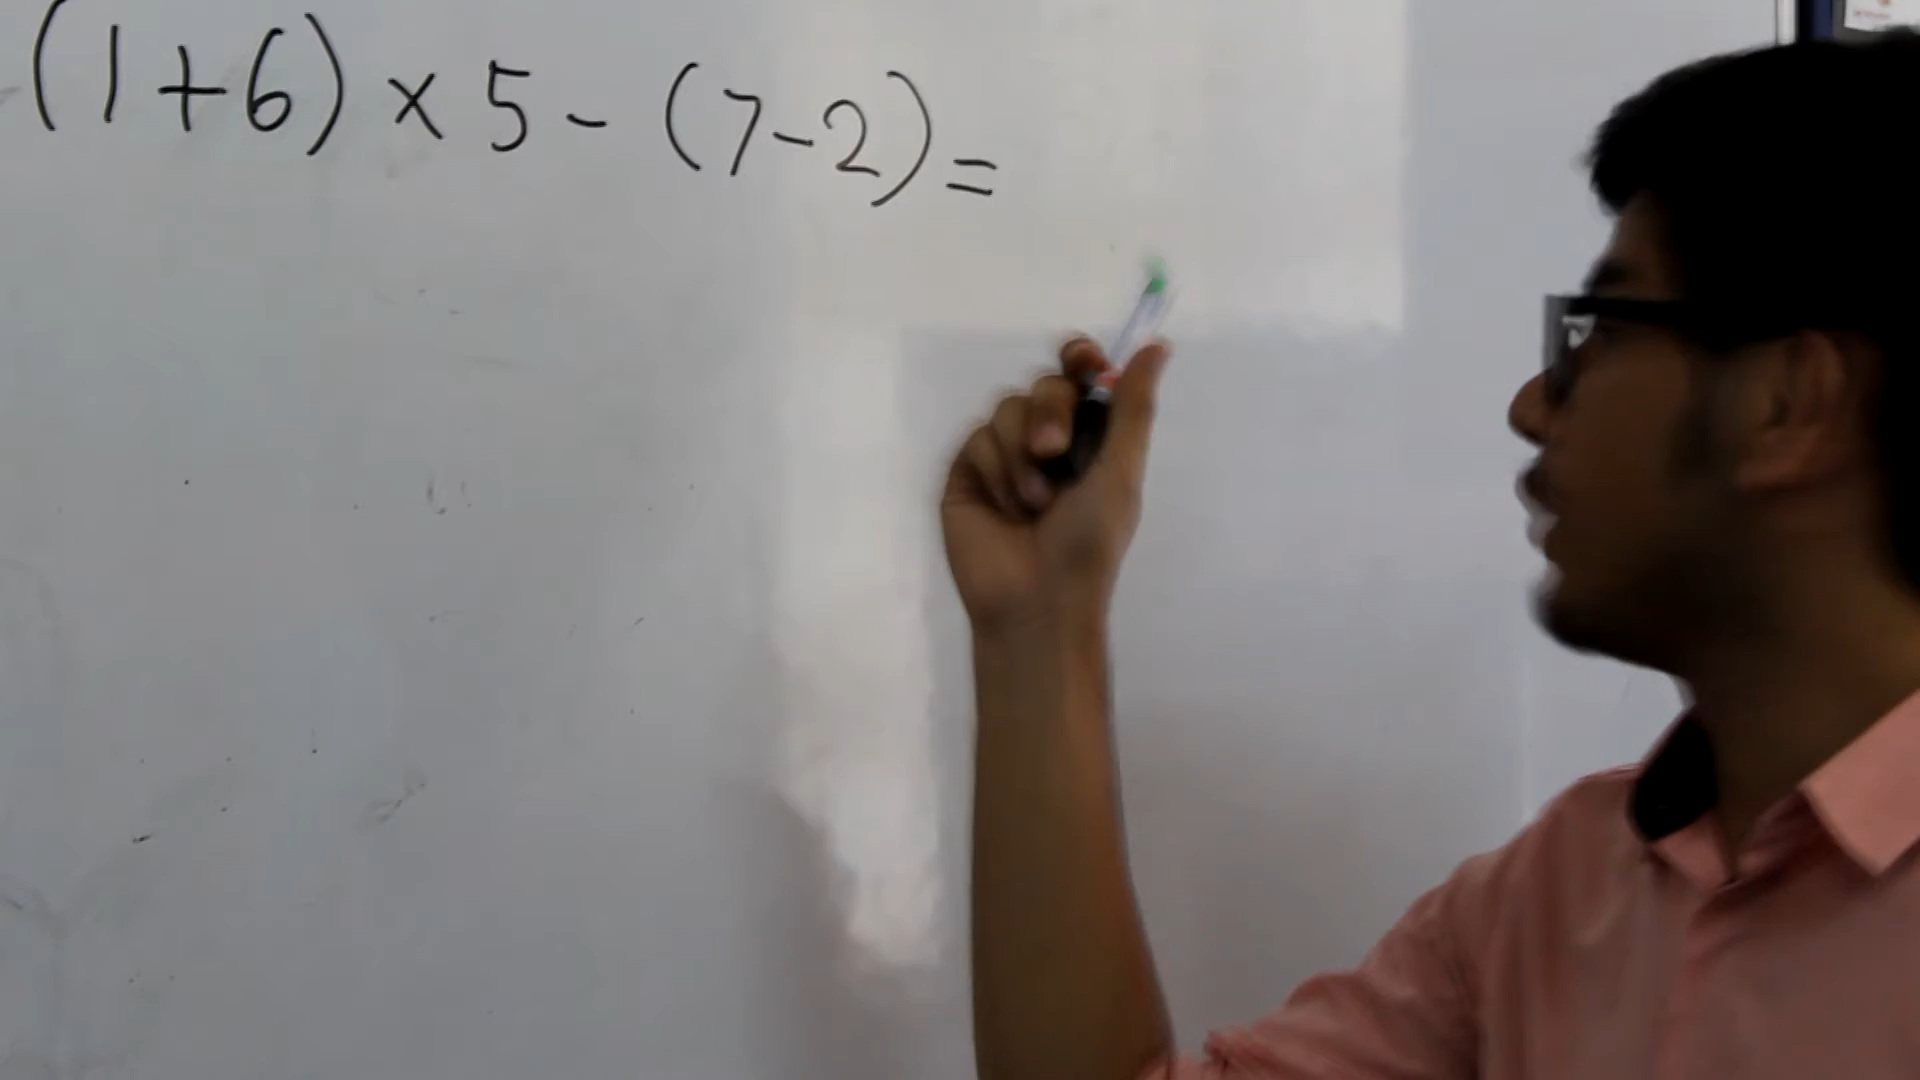 (1+6) × 5 - (7-2) =